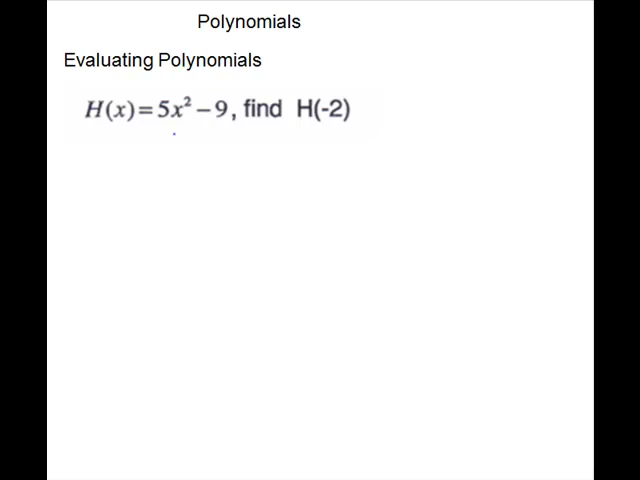 Polynomials
Evaluating Polynomials
H(x)=5x²−9, find H(-2)